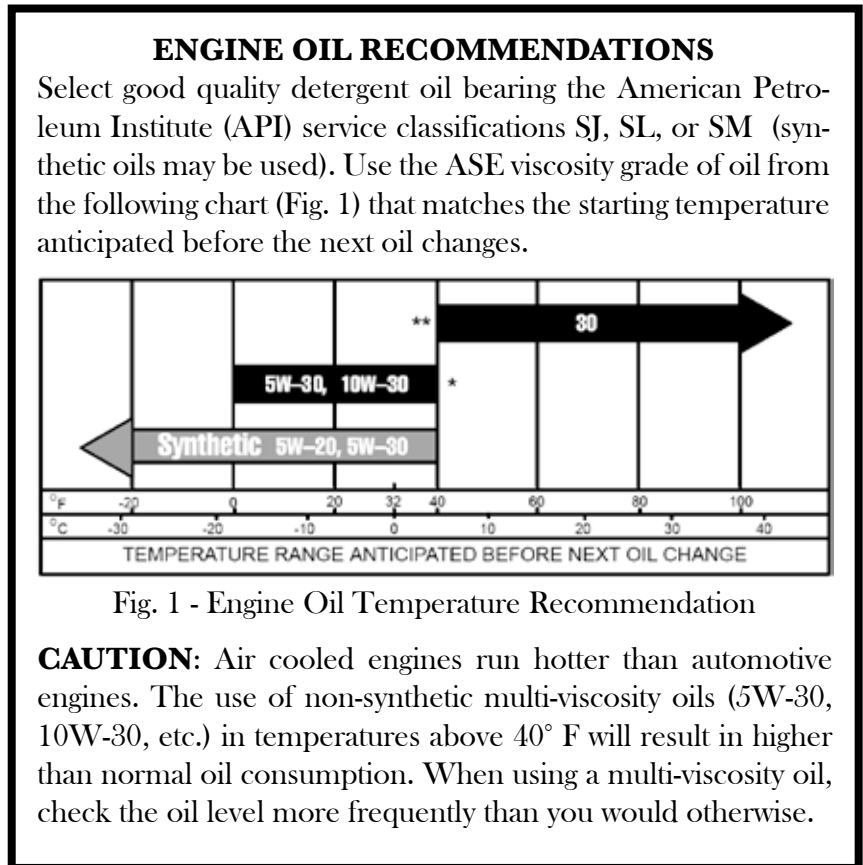 ENGINE OIL RECOMMENDATIONS
Select good quality detergent oil bearing the American Petro-
leum Institute (API) service classifications SJ, SL, or SM (syn-
thetic oils may be used). Use the ASE viscosity grade of oil from
the following chart (Fig. 1) that matches the starting temperature
anticipated before the next oil changes.
** 30
5W–30, 10W–30 *
Synthetic 5W–20, 5W–30
°F -20 0 20 32 40 60 80 100
°C -30 -20 -10 0 10 20 30 40
TEMPERATURE RANGE ANTICIPATED BEFORE NEXT OIL CHANGE
Fig. 1 - Engine Oil Temperature Recommendation
CAUTION: Air cooled engines run hotter than automotive
engines. The use of non-synthetic multi-viscosity oils (5W-30,
10W-30, etc.) in temperatures above 40° F will result in higher
than normal oil consumption. When using a multi-viscosity oil,
check the oil level more frequently than you would otherwise.